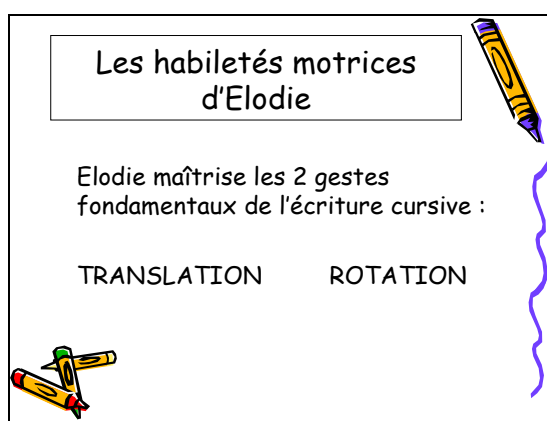 Les habiletés motrices
d'Elodie
Elodie maîtrise les 2 gestes
fondamentaux de l'écriture cursive :
TRANSLATION ROTATION